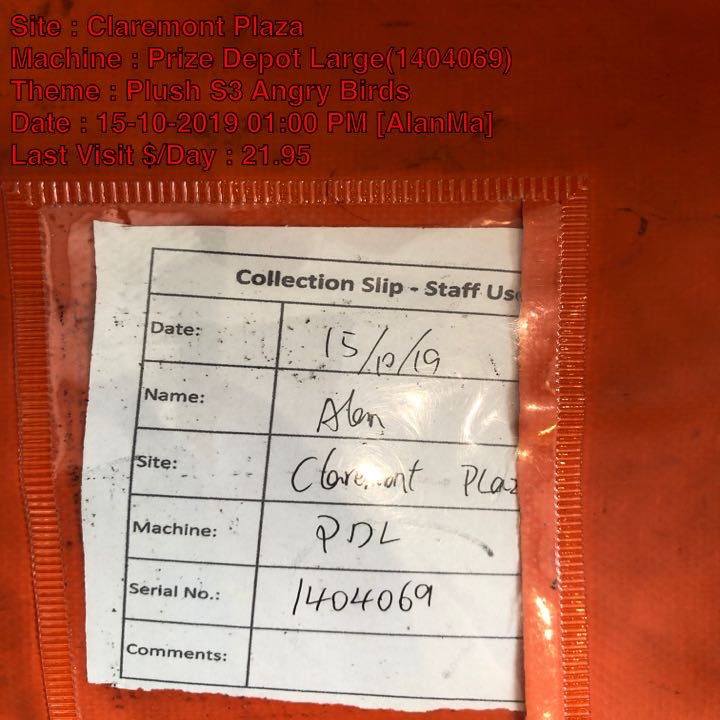 Site : Claremont Plaza
Machine : Prize Depot Large(1404069)
Theme : Plush S3 Angry Birds
Date : 15-10-2019 01:00 PM [AlanMa]
Last Visit $/Day : 21.95
Collection Slip - Staff Use
Date: 15/10/19
Name: Alan
Site: Claremont Plaz
Machine: PDL
Serial No.: 1404069
Comments: